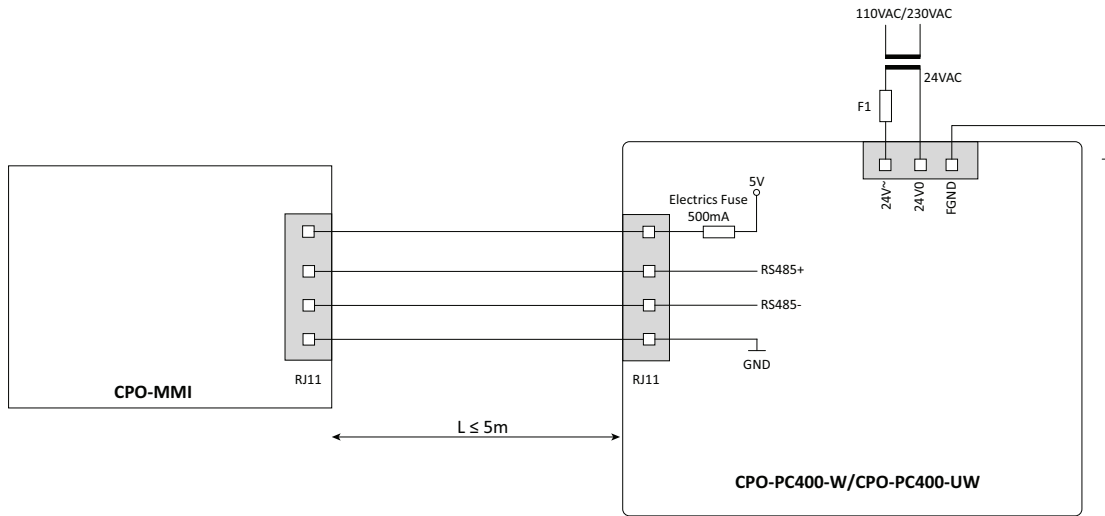 110VAC/230VAC
24VAC
F1
24V~
24V0
FGND
5V
Electrics Fuse
500mA
RS485+
RS485-
GND
RJ11
RJ11
CPO-MMI
L ≤ 5m
CPO-PC400-W/CPO-PC400-UW